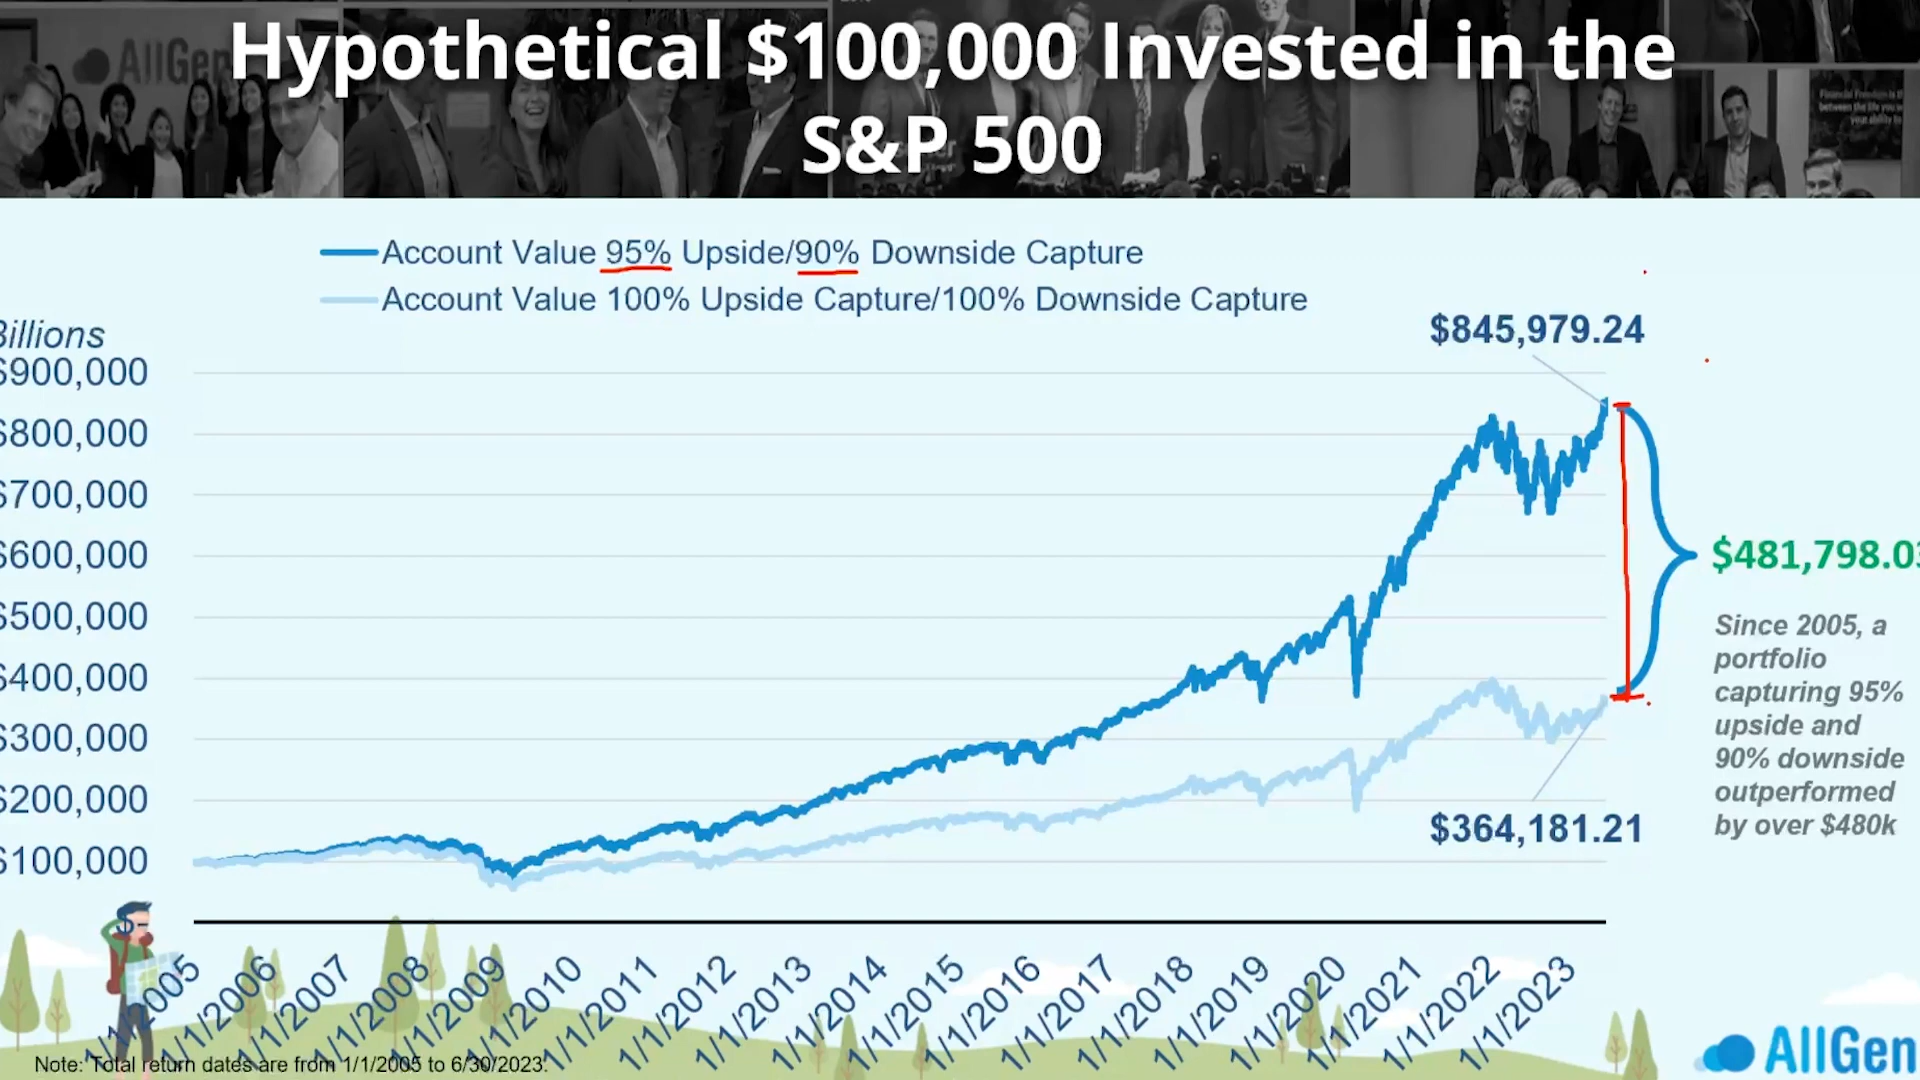 AllGen
Hypothetical $100,000 Invested in the
S&P 500
Account Value 95% Upside/90% Downside Capture
Account Value 100% Upside Capture/100% Downside Capture
Billions
$900,000
$800,000
$700,000
$600,000
$500,000
$400,000
$300,000
$200,000
$100,000
$-
$845,979.24
$364,181.21
$481,798.03
Since 2005, a
portfolio
capturing 95%
upside and
90% downside
outperformed
by over $480k
1/1/2005
1/1/2006
1/1/2007
1/1/2008
1/1/2009
1/1/2010
1/1/2011
1/1/2012
1/1/2013
1/1/2014
1/1/2015
1/1/2016
1/1/2017
1/1/2018
1/1/2019
1/1/2020
1/1/2021
1/1/2022
1/1/2023
Note: Total return dates are from 1/1/2005 to 6/30/2023.
AllGen